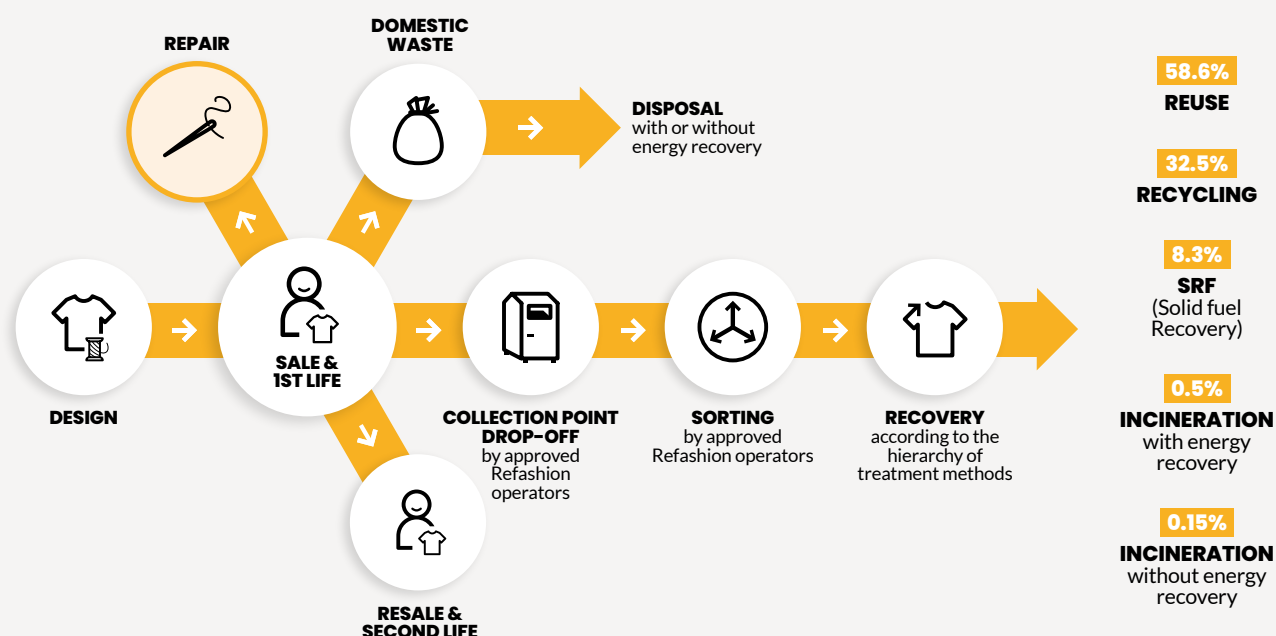 REPAIR
DOMESTIC
WASTE
DISPOSAL
with or without
energy recovery
DESIGN
SALE &
1ST LIFE
COLLECTION POINT
DROP-OFF
by approved
Refashion
operators
SORTING
by approved
Refashion operators
RECOVERY
according to the
hierarchy of
treatment methods
RESALE &
SECOND LIFE
58.6%
REUSE
32.5%
RECYCLING
8.3%
SRF
(Solid fuel
Recovery)
0.5%
INCINERATION
with energy
recovery
0.15%
INCINERATION
without energy
recovery